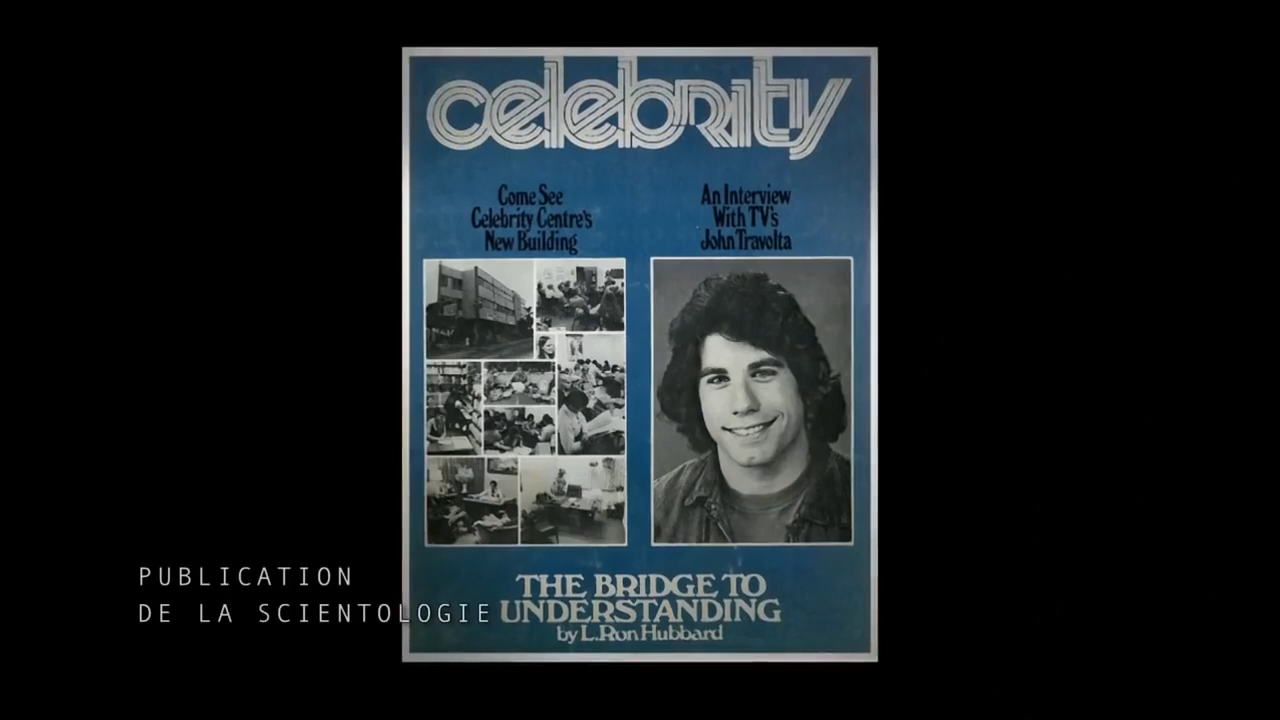 celebrity
Come See
Celebrity Centre's
New Building
An Interview
With TV's
John Travolta
PUBLICATION
DE LA SCIENTOLOGIE
THE BRIDGE TO
UNDERSTANDING
by L. Ron Hubbard